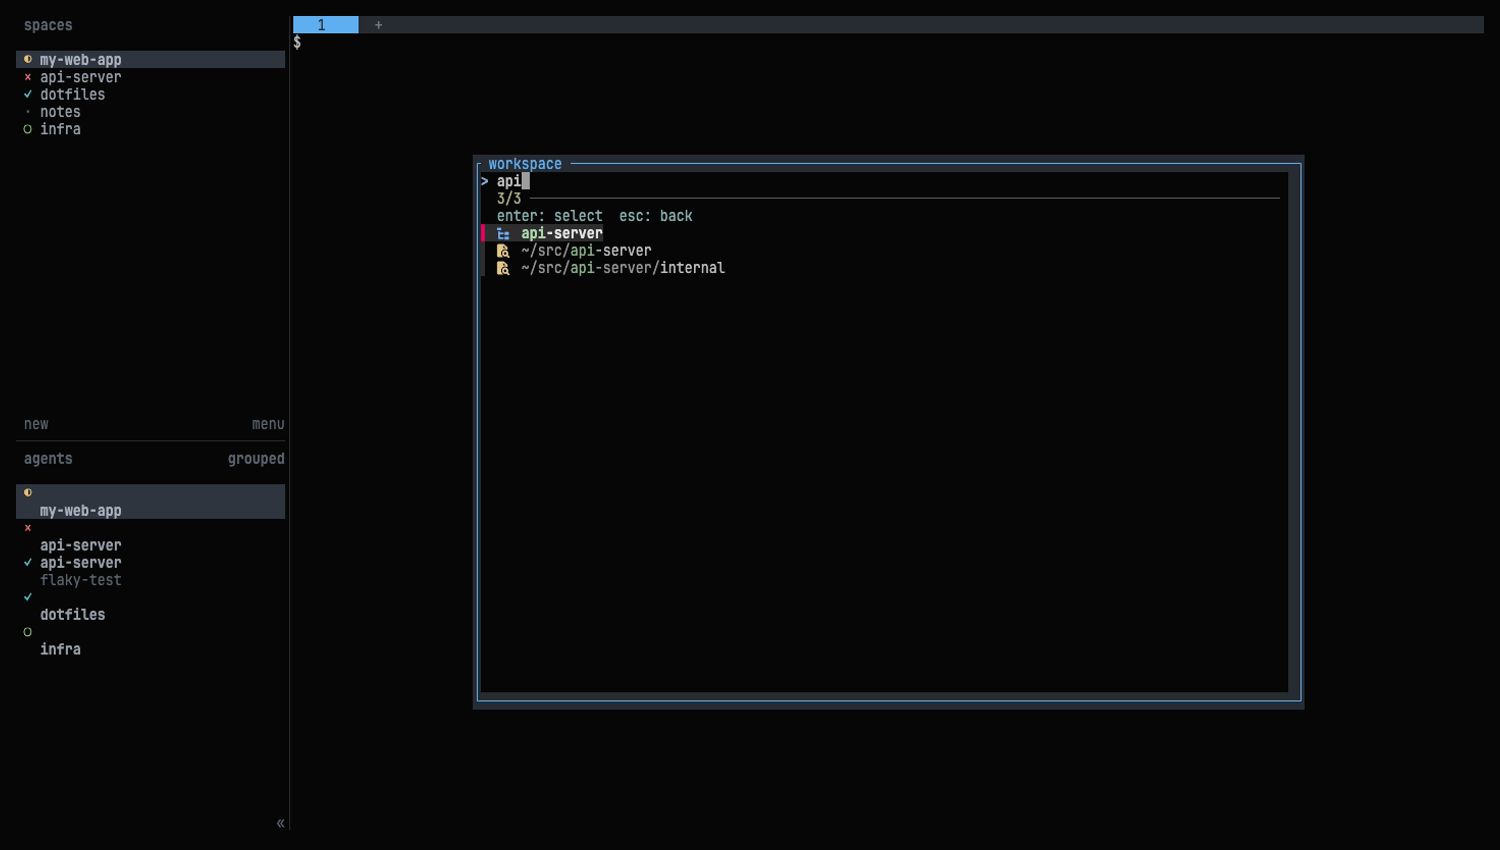 spaces
my-web-app
× api-server
✓ dotfiles
· notes
infra
new menu
agents grouped
my-web-app
×
api-server
✓ api-server
flaky-test
✓
dotfiles
infra
«
1 +
$
workspace
> api
3/3
enter: select esc: back
api-server
~/src/api-server
~/src/api-server/internal